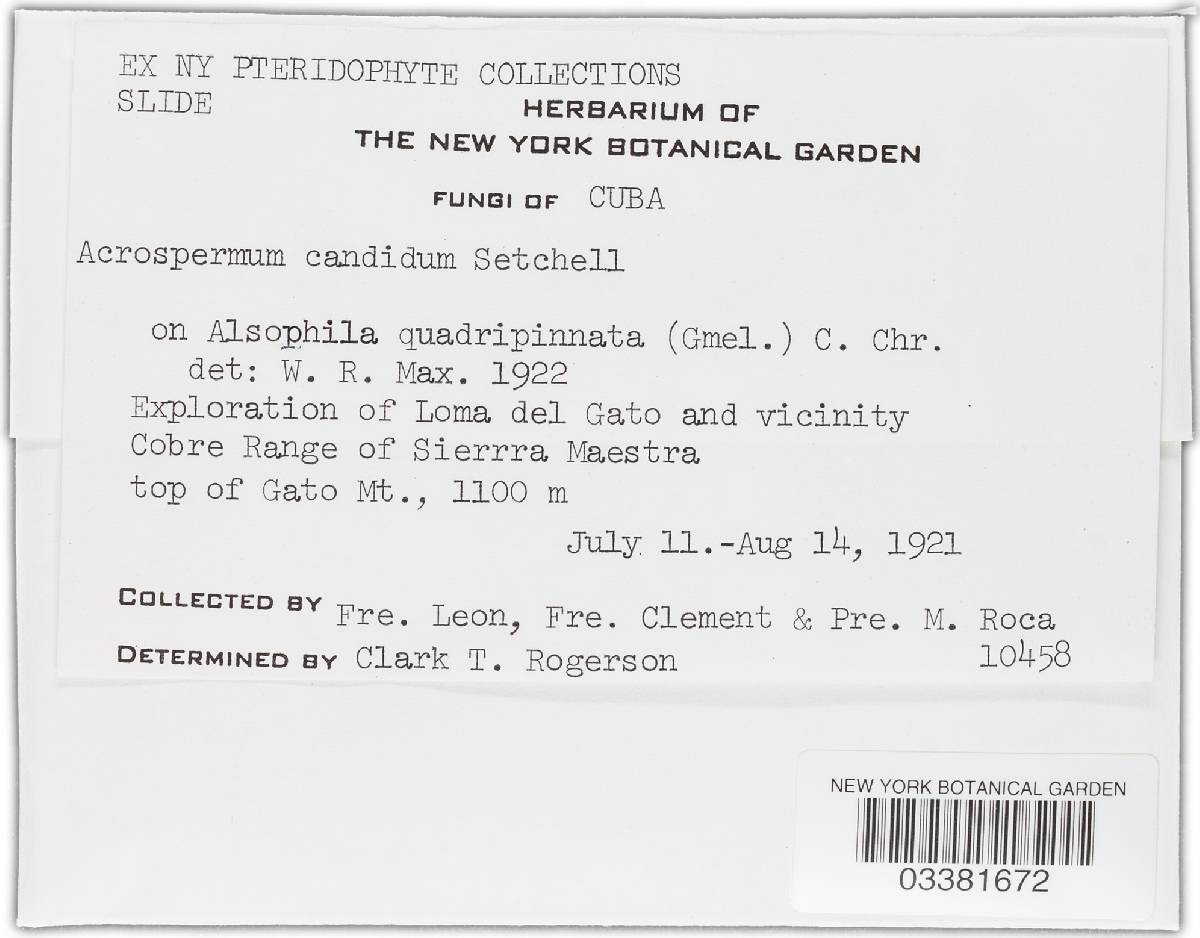 EX NY PTERIDOPHYTE COLLECTIONS
SLIDE
HERBARIUM OF
THE NEW YORK BOTANICAL GARDEN
FUNGI OF CUBA
Acrospermum candidum Setchell
on Alsophila quadripinnata (Gmel.) C. Chr.
det: W. R. Max. 1922
Exploration of Loma del Gato and vicinity
Cobre Range of Sierrra Maestra
top of Gato Mt., 1100 m
July 11.-Aug 14, 1921
COLLECTED BY Fre. Leon, Fre. Clement & Pre. M. Roca
DETERMINED BY Clark T. Rogerson 10458
NEW YORK BOTANICAL GARDEN
03381672